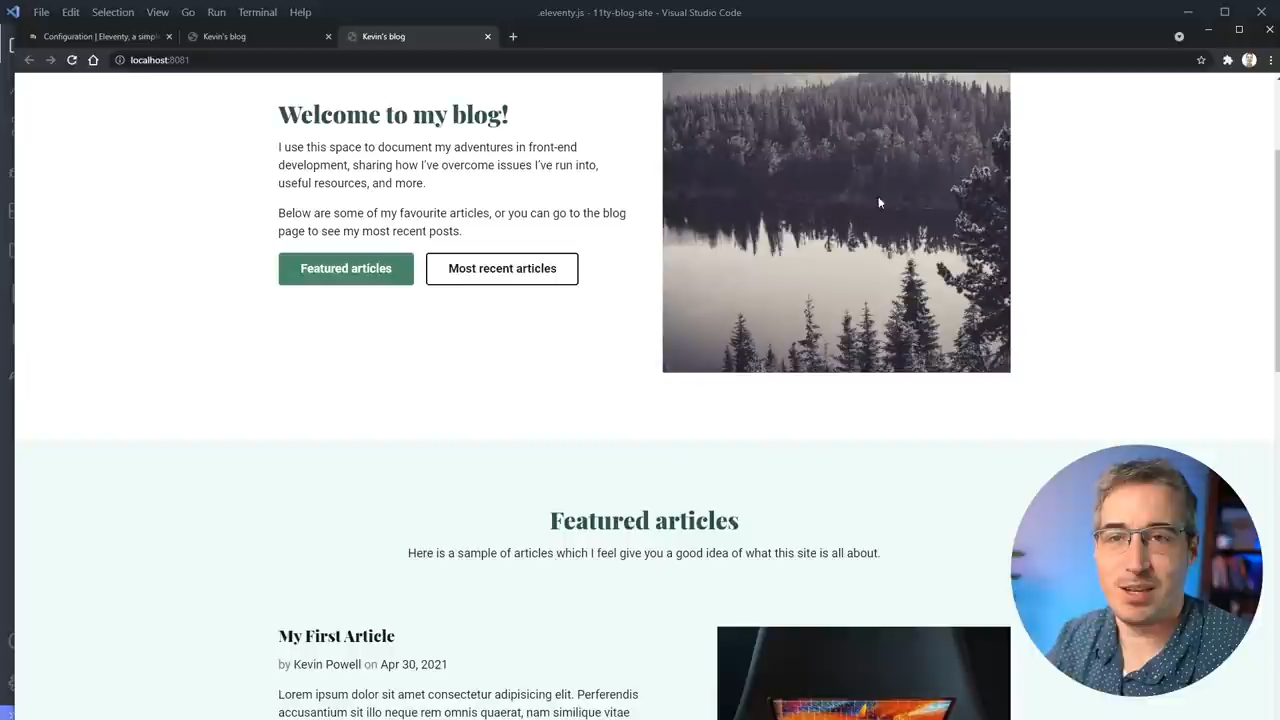 File Edit Selection View Go Run Terminal Help
.eleventy.js - 11ty-blog-site - Visual Studio Code
Configuration | Eleventy, a simple
Kevin's blog
Kevin's blog
localhost:8081
Welcome to my blog!
I use this space to document my adventures in front-end
development, sharing how I've overcome issues I've run into,
useful resources, and more.
Below are some of my favourite articles, or you can go to the blog
page to see my most recent posts.
Featured articles
Most recent articles
Featured articles
Here is a sample of articles which I feel give you a good idea of what this site is all about.
My First Article
by Kevin Powell on Apr 30, 2021
Lorem ipsum dolor sit amet consectetur adipisicing elit. Perferendis
accusantium sit illo neque rem omnis quaerat, nam similique vitae